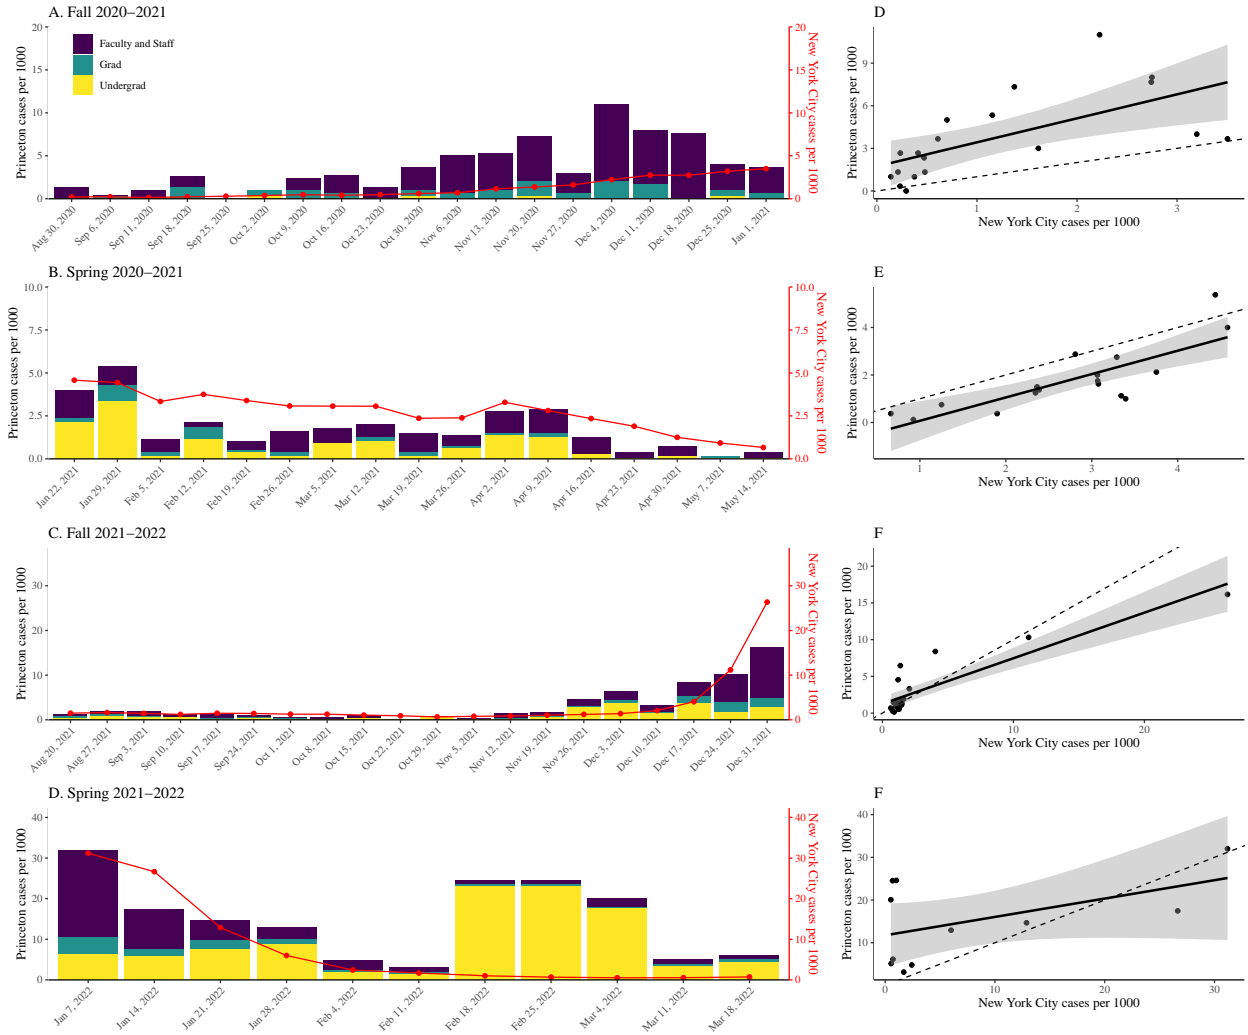 A. Fall 2020–2021
Princeton cases per 1000
20
15
10
5
0
Faculty and Staff
Grad
Undergrad
20
15
10
5
0
New York City cases per 1000
Aug 30, 2020
Sep 6, 2020
Sep 11, 2020
Sep 18, 2020
Sep 25, 2020
Oct 2, 2020
Oct 9, 2020
Oct 16, 2020
Oct 23, 2020
Oct 30, 2020
Nov 6, 2020
Nov 13, 2020
Nov 20, 2020
Nov 27, 2020
Dec 4, 2020
Dec 11, 2020
Dec 18, 2020
Dec 25, 2020
Jan 1, 2021
D
Princeton cases per 1000
9
6
3
0
0
1
2
3
New York City cases per 1000
B. Spring 2020–2021
Princeton cases per 1000
10.0
7.5
5.0
2.5
0.0
10.0
7.5
5.0
2.5
0.0
New York City cases per 1000
Jan 22, 2021
Jan 29, 2021
Feb 5, 2021
Feb 12, 2021
Feb 19, 2021
Feb 26, 2021
Mar 5, 2021
Mar 12, 2021
Mar 19, 2021
Mar 26, 2021
Apr 2, 2021
Apr 9, 2021
Apr 16, 2021
Apr 23, 2021
Apr 30, 2021
May 7, 2021
May 14, 2021
E
Princeton cases per 1000
4
2
0
1
2
3
4
New York City cases per 1000
C. Fall 2021–2022
Princeton cases per 1000
30
20
10
0
30
20
10
0
New York City cases per 1000
Aug 20, 2021
Aug 27, 2021
Sep 3, 2021
Sep 10, 2021
Sep 17, 2021
Sep 24, 2021
Oct 1, 2021
Oct 8, 2021
Oct 15, 2021
Oct 22, 2021
Oct 29, 2021
Nov 5, 2021
Nov 12, 2021
Nov 19, 2021
Nov 26, 2021
Dec 3, 2021
Dec 10, 2021
Dec 17, 2021
Dec 24, 2021
Dec 31, 2021
F
Princeton cases per 1000
20
15
10
5
0
0
10
20
New York City cases per 1000
D. Spring 2021–2022
Princeton cases per 1000
40
30
20
10
0
40
30
20
10
0
New York City cases per 1000
Jan 7, 2022
Jan 14, 2022
Jan 21, 2022
Jan 28, 2022
Feb 4, 2022
Feb 11, 2022
Feb 18, 2022
Feb 25, 2022
Mar 4, 2022
Mar 11, 2022
Mar 18, 2022
F
Princeton cases per 1000
40
30
20
10
0
10
20
30
New York City cases per 1000